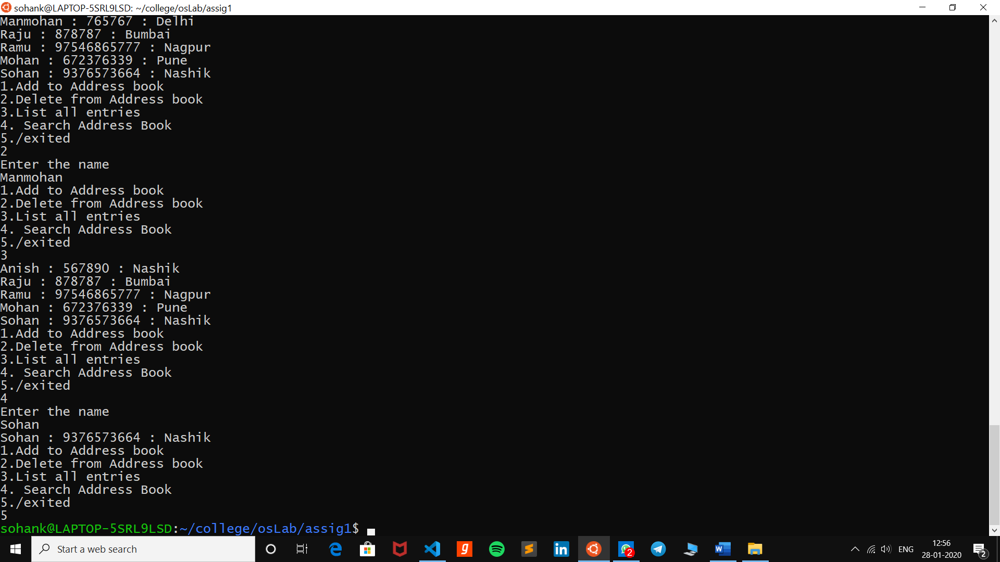 sohank@LAPTOP-5SRL9LSD: ~/college/osLab/assig1
Manmohan : 765767 : Delhi
Raju : 878787 : Bumbai
Ramu : 97546865777 : Nagpur
Mohan : 672376339 : Pune
Sohan : 9376573664 : Nashik
1.Add to Address book
2.Delete from Address book
3.List all entries
4. Search Address Book
5./exited
2
Enter the name
Manmohan
1.Add to Address book
2.Delete from Address book
3.List all entries
4. Search Address Book
5./exited
3
Anish : 567890 : Nashik
Raju : 878787 : Bumbai
Ramu : 97546865777 : Nagpur
Mohan : 672376339 : Pune
Sohan : 9376573664 : Nashik
1.Add to Address book
2.Delete from Address book
3.List all entries
4. Search Address Book
5./exited
4
Enter the name
Sohan
Sohan : 9376573664 : Nashik
1.Add to Address book
2.Delete from Address book
3.List all entries
4. Search Address Book
5./exited
5
sohank@LAPTOP-5SRL9LSD:~/college/osLab/assig1$
Start a web search
2
ENG
12:56
28-01-2020
2